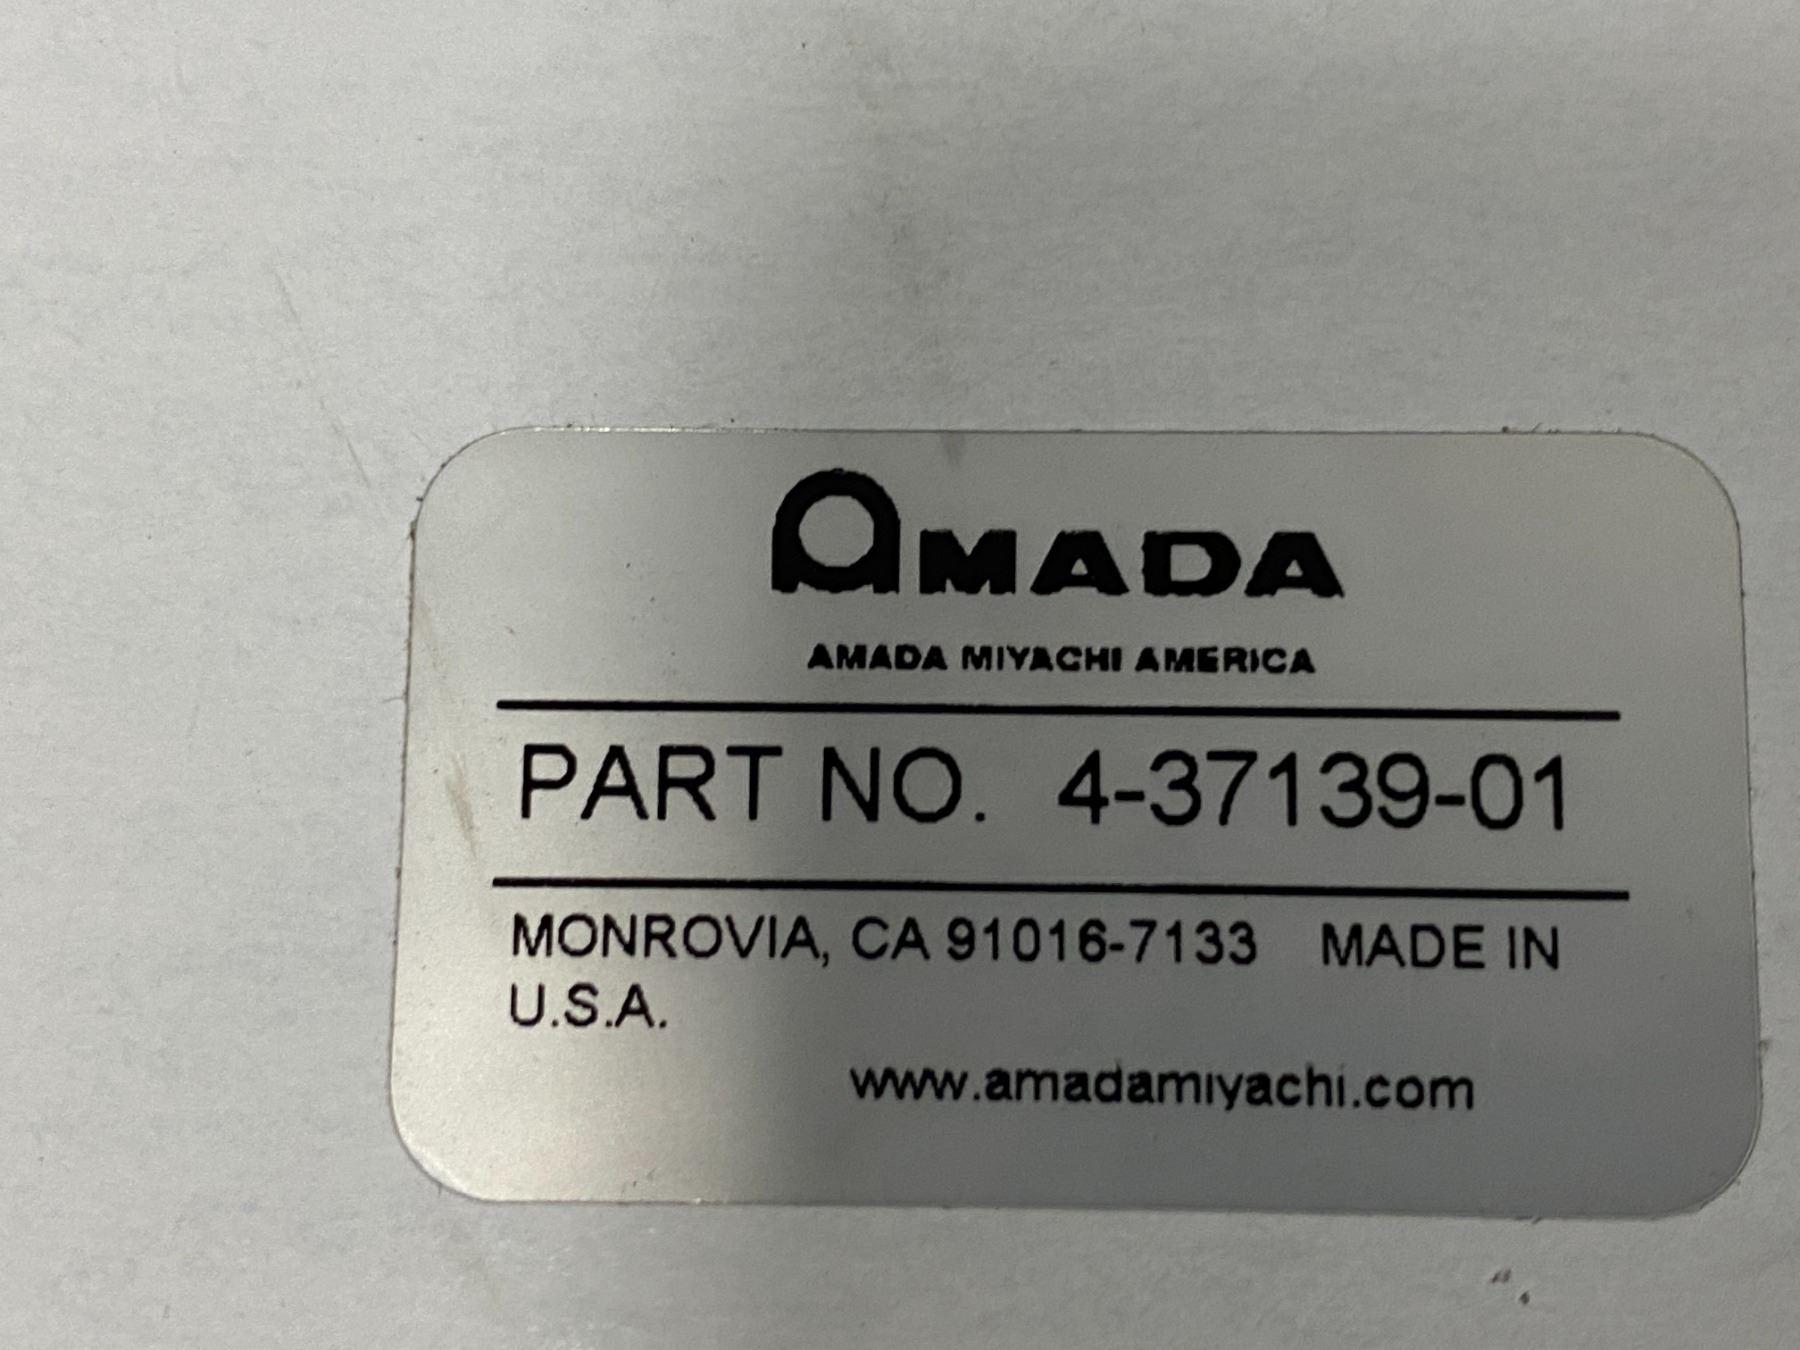 AMADA
AMADA MIYACHI AMERICA
PART NO. 4-37139-01
MONROVIA, CA 91016-7133 MADE IN
U.S.A.
www.amadamiyachi.com